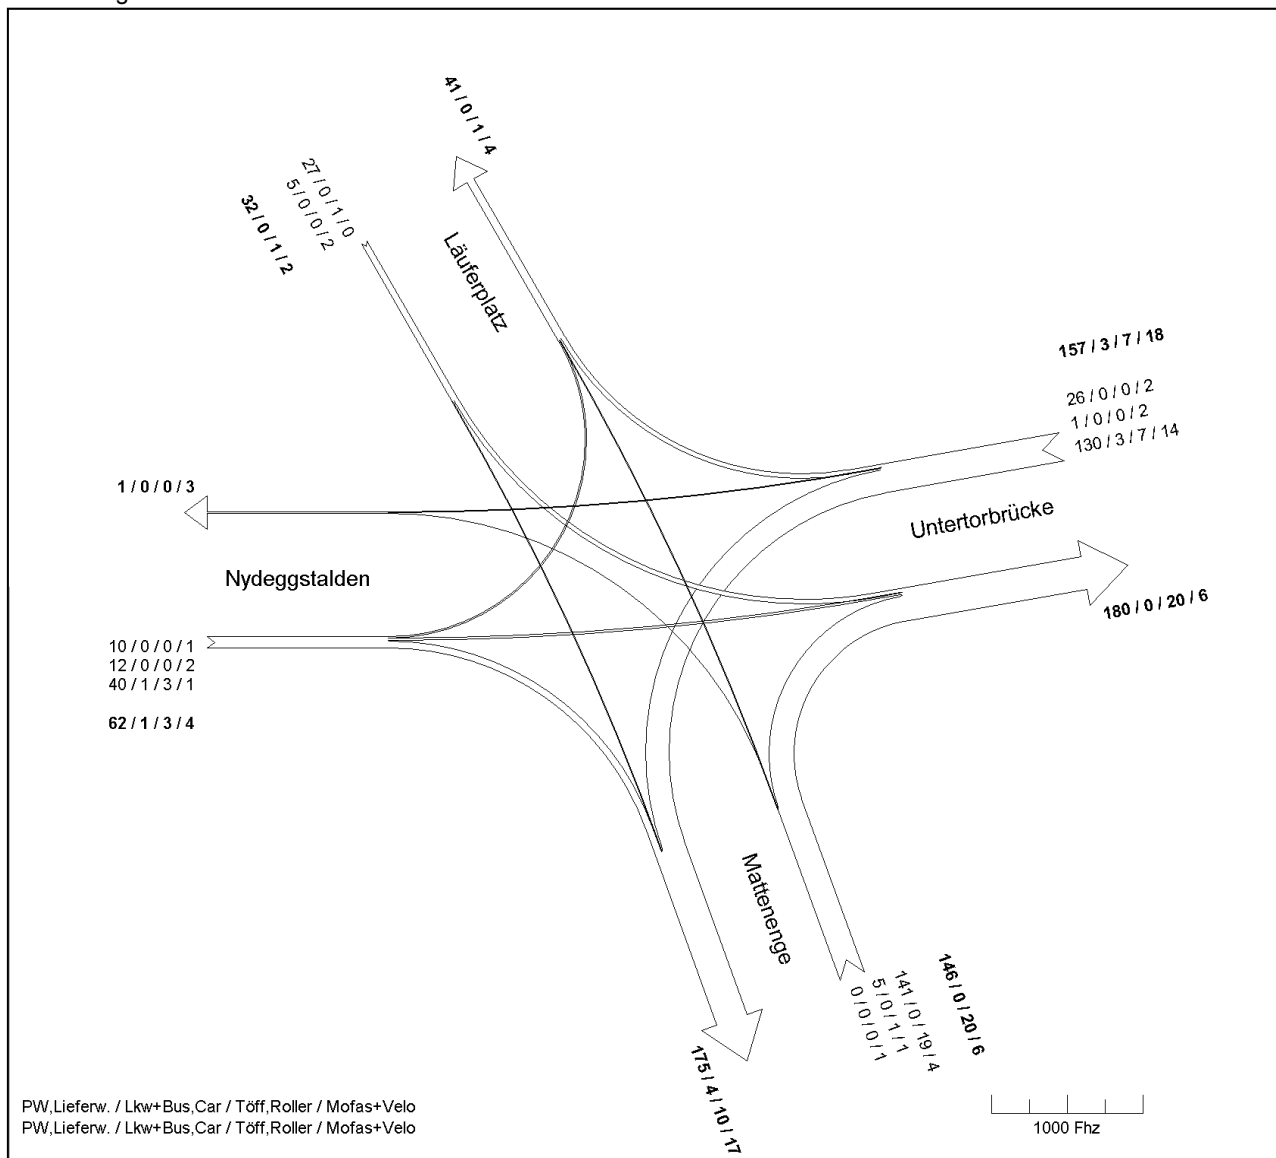 41 / 0 / 1 / 4
27 / 0 / 1 / 0
5 / 0 / 0 / 2
32 / 0 / 1 / 2
Läuferplatz
157 / 3 / 7 / 18
26 / 0 / 0 / 2
1 / 0 / 0 / 2
130 / 3 / 7 / 14
1 / 0 / 0 / 3
Untertorbrücke
Nydeggstalden
180 / 0 / 20 / 6
10 / 0 / 0 / 1
12 / 0 / 0 / 2
40 / 1 / 3 / 1
62 / 1 / 3 / 4
Mattenenge
146 / 0 / 20 / 6
141 / 0 / 19 / 4
5 / 0 / 1 / 1
0 / 0 / 0 / 1
175 / 4 / 10 / 17
PW,Lieferw. / Lkw+Bus,Car / Töff,Roller / Mofas+Velo
PW,Lieferw. / Lkw+Bus,Car / Töff,Roller / Mofas+Velo
1000 Fhz